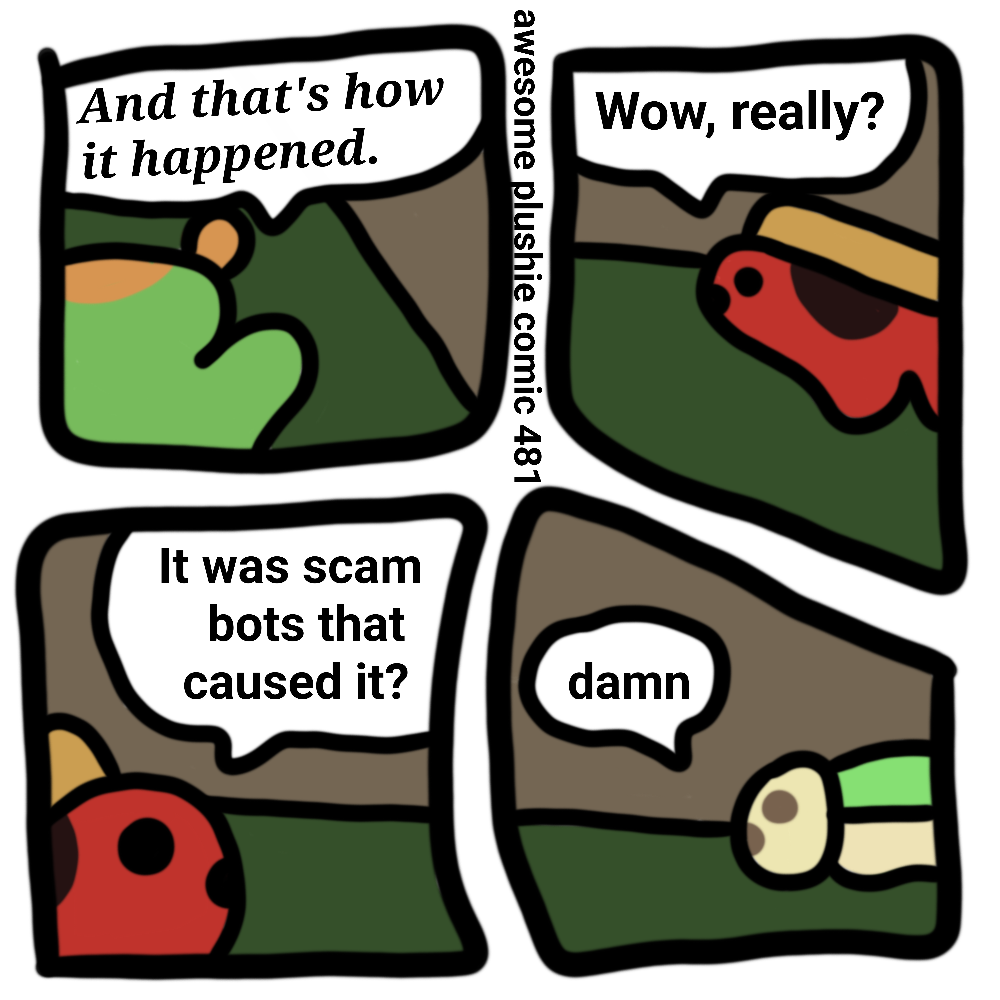 And that's how
it happened.
awesome plushie comic 481
Wow, really?
It was scam
bots that
caused it?
damn